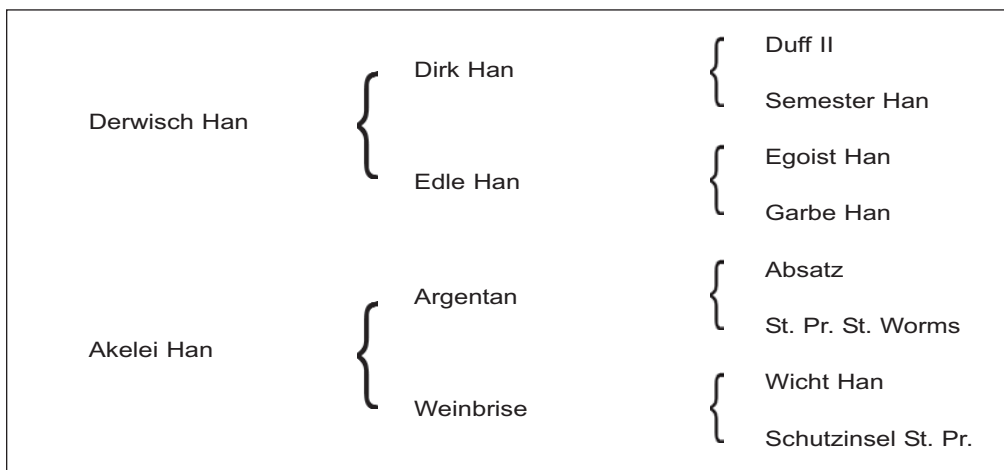 Duff II
Dirk Han
Semester Han
Derwisch Han
Egoist Han
Edle Han
Garbe Han
Absatz
Argentan
St. Pr. St. Worms
Akelei Han
Wicht Han
Weinbrise
Schutzinsel St. Pr.